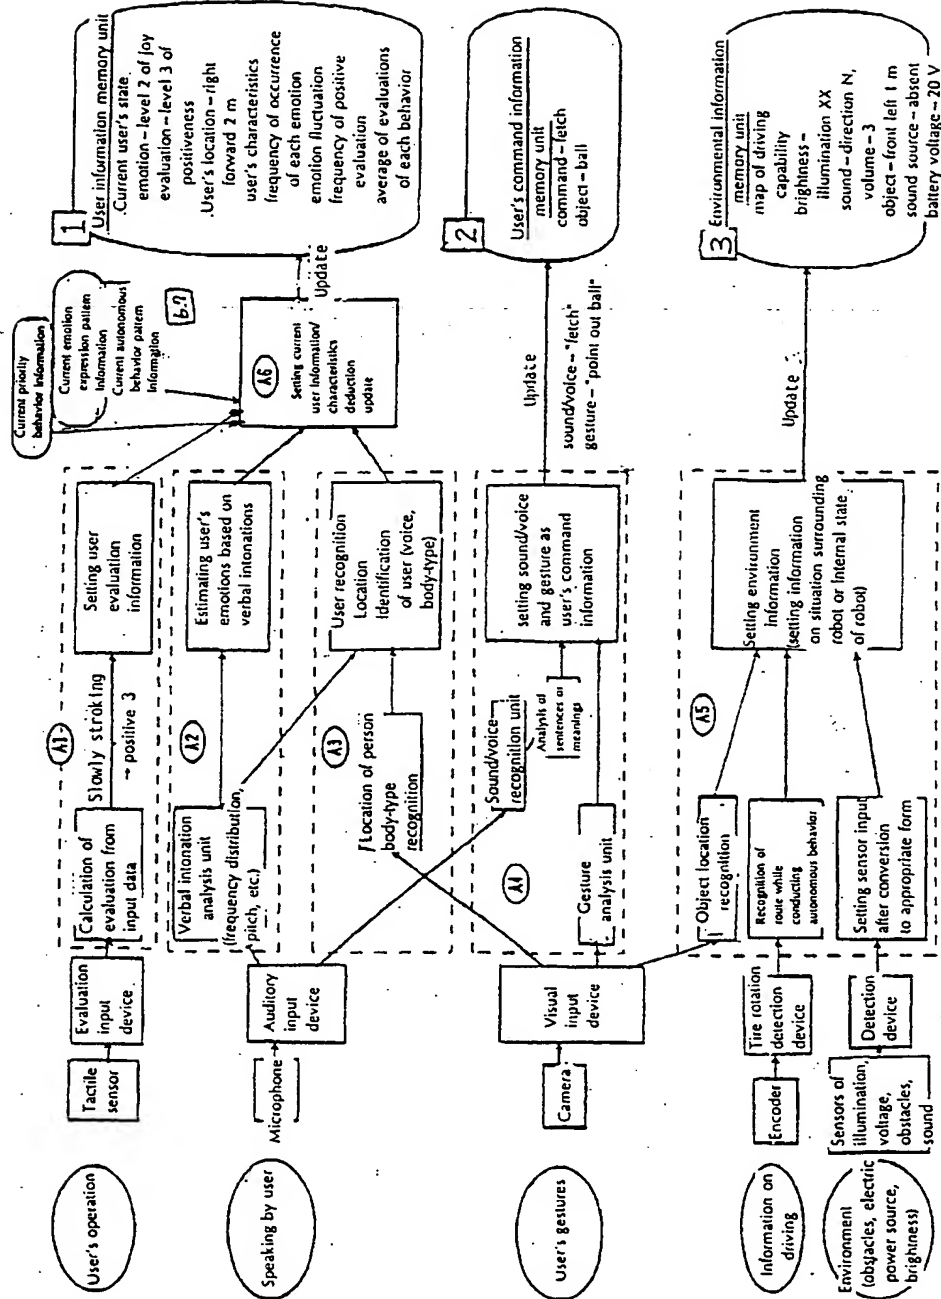 User's operation
Tactile
sensor
Evaluation
input
device
Calculation of
evaluation from
input data
A1
Slowly stroking
→ positive 3
Setting user
evaluation
information
Speaking by user
Microphone
Auditory
input
device
Verbal intonation
analysis unit
(frequency distribution,
pitch, etc.)
A2
Estimating user's
emotions based on
verbal intonations
A3
Location of person
body-type
recognition
User recognition
Location
Identification
of user (voice,
body-type)
Current priority
behavior information
Current emotion
expression pattern
Information
Current autonomous
behavior pattern
Information
b.?
A6
Setting current
user information/
characteristics
deduction
update
Update
1
User information memory unit
.Current user's state
emotion – level 2 of joy
evaluation – level 3 of
positiveness
.User's location – right
forward 2 m
user's characteristics
frequency of occurrence
of each emotion
emotion fluctuation
frequency of positive
evaluation
average of evaluations
of each behavior
User's gestures
Camera
Visual
input
device
A4
Sound/voice
recognition unit
Analysis of
sentences or
meanings
Gesture
analysis unit
setting sound/voice
and gesture as
user's command
information
Update
sound/voice – "fetch"
gesture – "point out ball"
2
User's command information
memory unit
command – fetch
object – ball
Information on
driving
Encoder
Tire rotation
detection
device
Environment
(obstacles, electric
power source,
brightness)
Sensors of
illumination,
voltage,
obstacles,
sound
Detection
device
Object location
recognition
Recognition of
route while
conducting
autonomous behavior
Setting sensor input
after conversion
to appropriate form
A5
Setting environment
Information
(setting information
on situation surrounding
robot or Internal state
of robot)
Update
3
Environmental information
memory unit
map of driving
capability
brightness –
illumination XX
sound – direction N,
volume – 3
object – front left 1 m
sound source – absent
battery voltage – 20 V